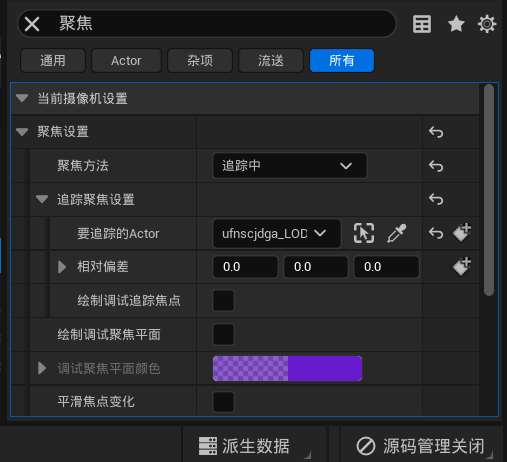 聚焦
通用 Actor 杂项 流送 所有
当前摄像机设置
聚焦设置
聚焦方法 追踪中
追踪聚焦设置
要追踪的Actor ufnscjdga_LOD
相对偏差 0.0 0.0 0.0
绘制调试追踪焦点
绘制调试聚焦平面
调试聚焦平面颜色
平滑焦点变化
派生数据 源码管理关闭